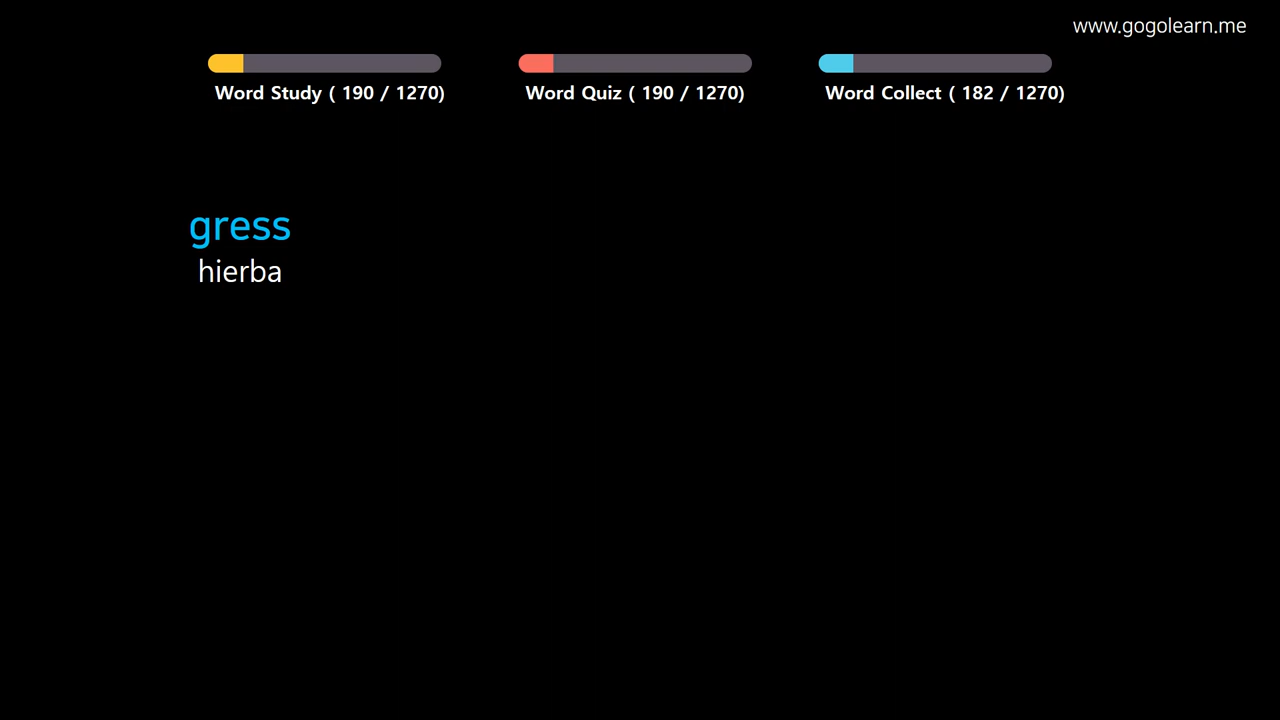 www.gogolearn.me
Word Study ( 190 / 1270)
Word Quiz ( 190 / 1270)
Word Collect ( 182 / 1270)
gress
hierba